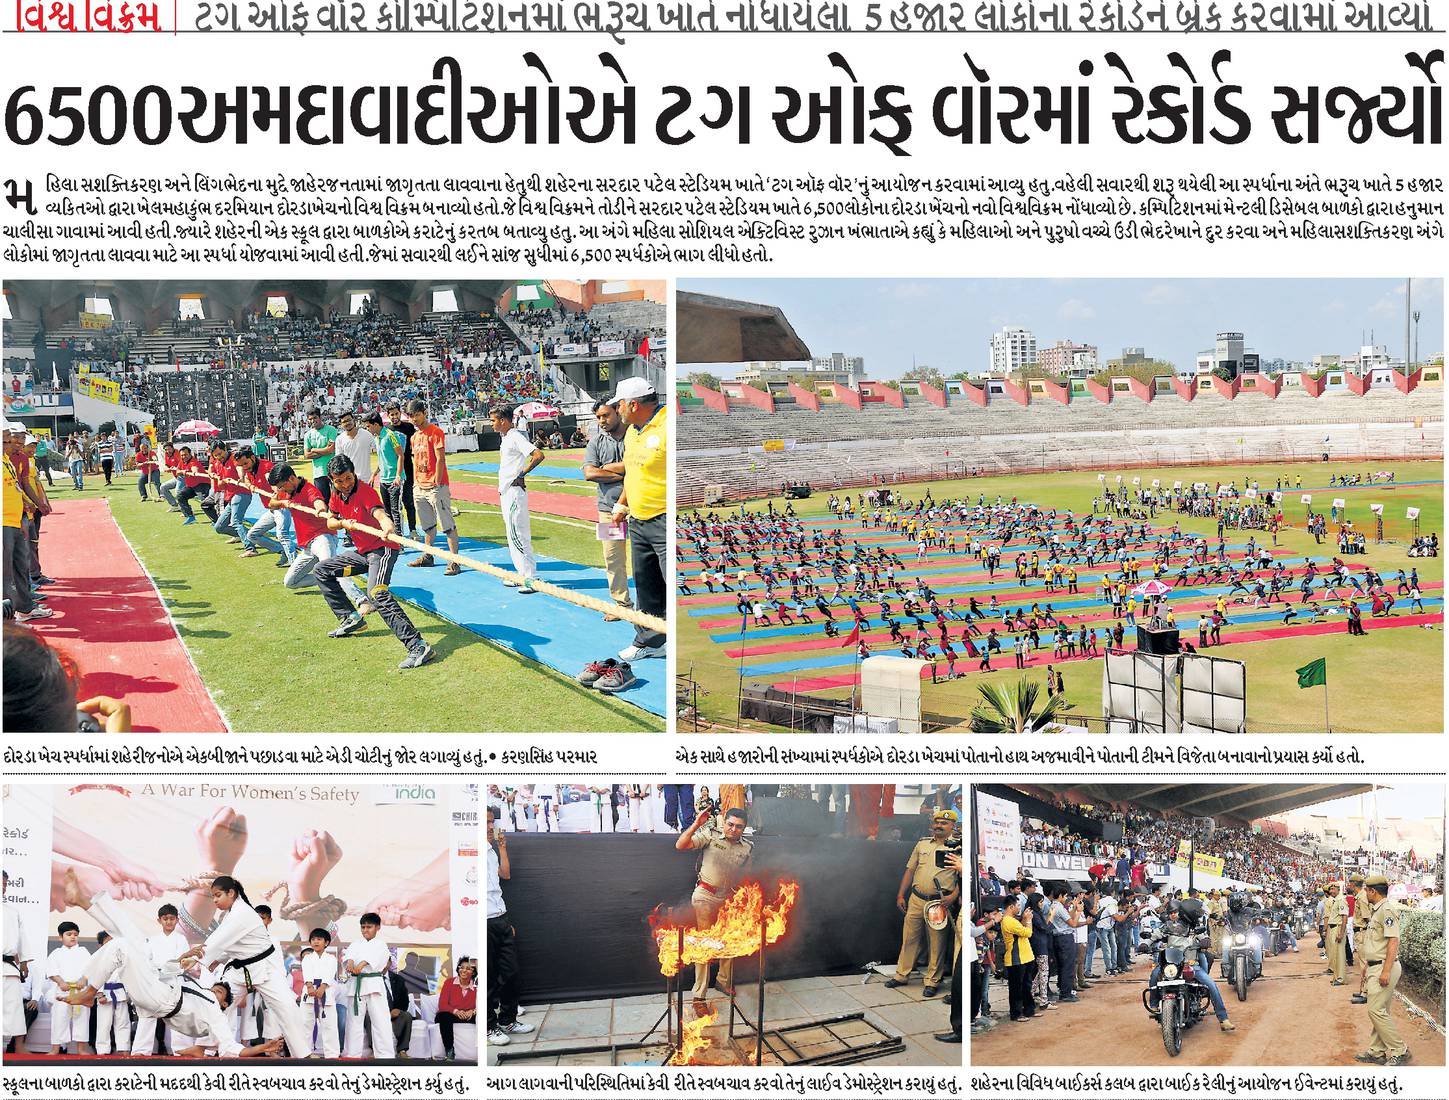 વિશ્વ વિક્રમ | ટગ ઓફ વૉર કોમ્પિટિશનમાં ભરૂચ ખાતે નોંધાયેલા 5 હજાર લોકોના રેકોર્ડને બ્રેક કરવામાં આવ્યો
6500 અમદાવાદીઓએ ટગ ઓફ વૉરમાં રેકોર્ડ સર્જ્યો
મહિલા સશક્તિકરણ અને લિંગભેદના મુદ્દે જાહેરજનતામાં જાગૃતતા લાવવાના હેતુથી શહેરના સરદાર પટેલ સ્ટેડિયમ ખાતે ‘ટગ ઑફ વૉર’નું આયોજન કરવામાં આવ્યુ હતુ.વહેલી સવારથી શરૂ થયેલી આ સ્પર્ધાના અંતે ભરૂચ ખાતે 5 હજાર
વ્યકિતઓ દ્વારા ખેલમહાકુંભ દરમિયાન દોરડાખેચનો વિશ્વ વિક્રમ બનાવ્યો હતો.જે વિશ્વ વિક્રમને તોડીને સરદાર પટેલ સ્ટેડિયમ ખાતે 6,500લોકોના દોરડા ખેંચનો નવો વિશ્વવિક્રમ નોંધાવ્યો છે. કમ્પિટિશનમાં મેન્ટલી ડિસેબલ બાળકો દ્વારા હનુમાન
ચાલીસા ગાવામાં આવી હતી.જ્યારે શહેરની એક સ્કૂલ દ્વારા બાળકોએ કરાટેનું કરતબ બતાવ્યુ હતુ. આ અંગે મહિલા સોશિયલ એક્ટિવિસ્ટ રુઝાન ખંભાતાએ કહ્યું કે મહિલાઓ અને પુરુષો વચ્ચે ઉંડી ભેદરેખાને દુર કરવા અને મહિલાસશક્તિકરણ અંગે
લોકોમાં જાગૃતતા લાવવા માટે આ સ્પર્ધા યોજવામાં આવી હતી.જેમાં સવારથી લઈને સાંજ સુધીમાં 6,500 સ્પર્ધકોએ ભાગ લીધો હતો.
દોરડા ખેચ સ્પર્ધામાં શહેરીજનોએ એકબીજાને પછાડવા માટે એડી ચોટીનું જોર લગાવ્યું હતું.• કરણસિંહ પરમાર
એક સાથે હજારોની સંખ્યામાં સ્પર્ધકોએ દોરડા ખેચમાં પોતાનો હાથ અજમાવીને પોતાની ટીમને વિજેતા બનાવાનો પ્રયાસ કર્યો હતો.
A War For Women's Safety
india
રેકોર્ડ
DN WEL
સ્કૂલના બાળકો દ્વારા કરાટેની મદદથી કેવી રીતે સ્વબચાવ કરવો તેનું ડેમોસ્ટ્રેશન કર્યુ હતું.
આગ લાગવાની પરિસ્થિતિમાં કેવી રીતે સ્વબચાવ કરવો તેનું લાઈવ ડેમોસ્ટ્રેશન કરાયું હતું.
શહેરના વિવિધ બાઈકર્સ કલબ દ્વારા બાઈક રેલીનું આયોજન ઈવેન્ટમાં કરાયું હતું.